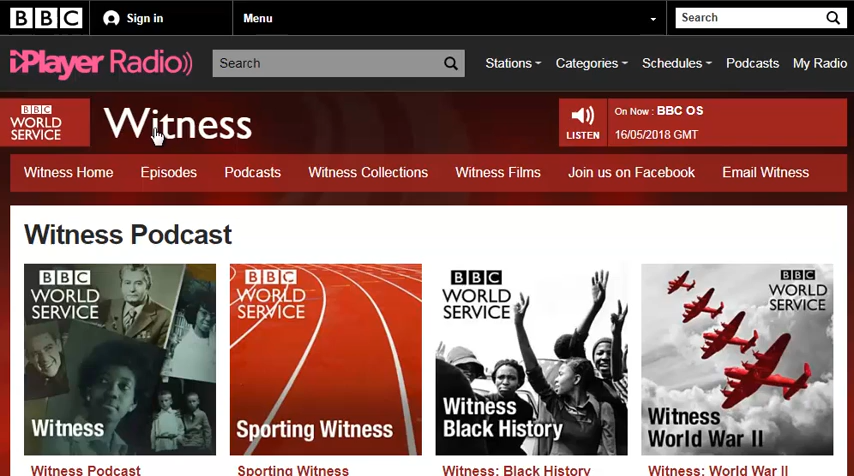 BBC Sign in Menu Search
iPlayer Radio Search Stations Categories Schedules Podcasts My Radio
BBC
WORLD
SERVICE
Witness
LISTEN
On Now : BBC OS
16/05/2018 GMT
Witness Home Episodes Podcasts Witness Collections Witness Films Join us on Facebook Email Witness
Witness Podcast
BBC
WORLD
SERVICE
Witness
BBC
WORLD
SERVICE
Sporting Witness
BBC
WORLD
SERVICE
Witness
Black History
BBC
WORLD
SERVICE
Witness
World War II
Witness Podcast Sporting Witness Witness: Black History Witness: World War II